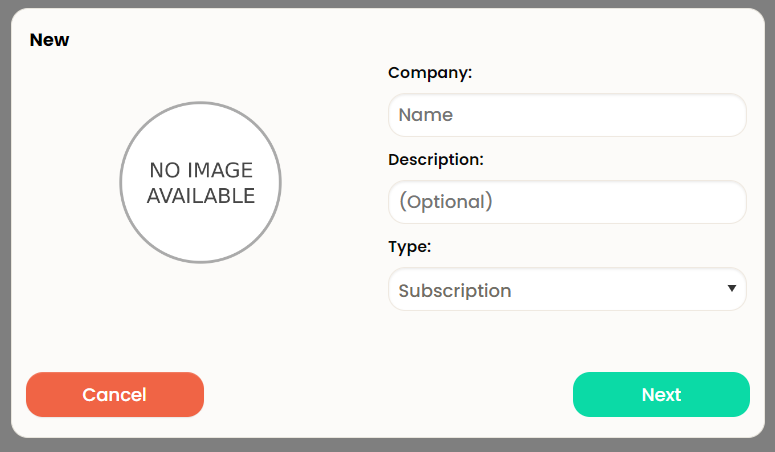 New
Company:
Name
NO IMAGE
AVAILABLE
Description:
(Optional)
Type:
Subscription
Cancel
Next